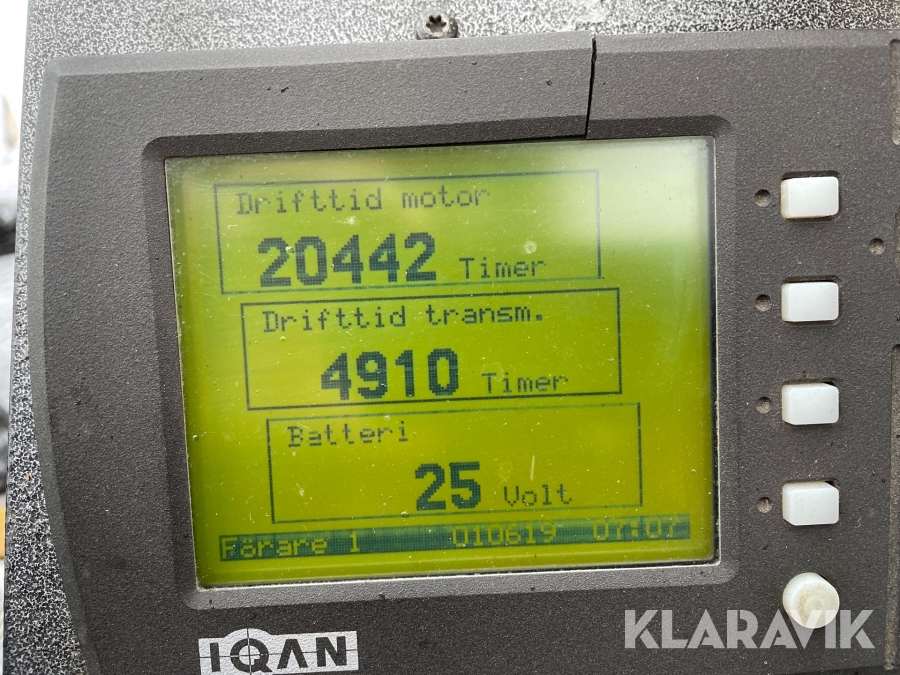 Drifttid motor
20442 Timer
Drifttid transm.
4910 Timer
Batteri
25 Volt
Förare 1 010619 07:07
IQAN
KLARAVIK